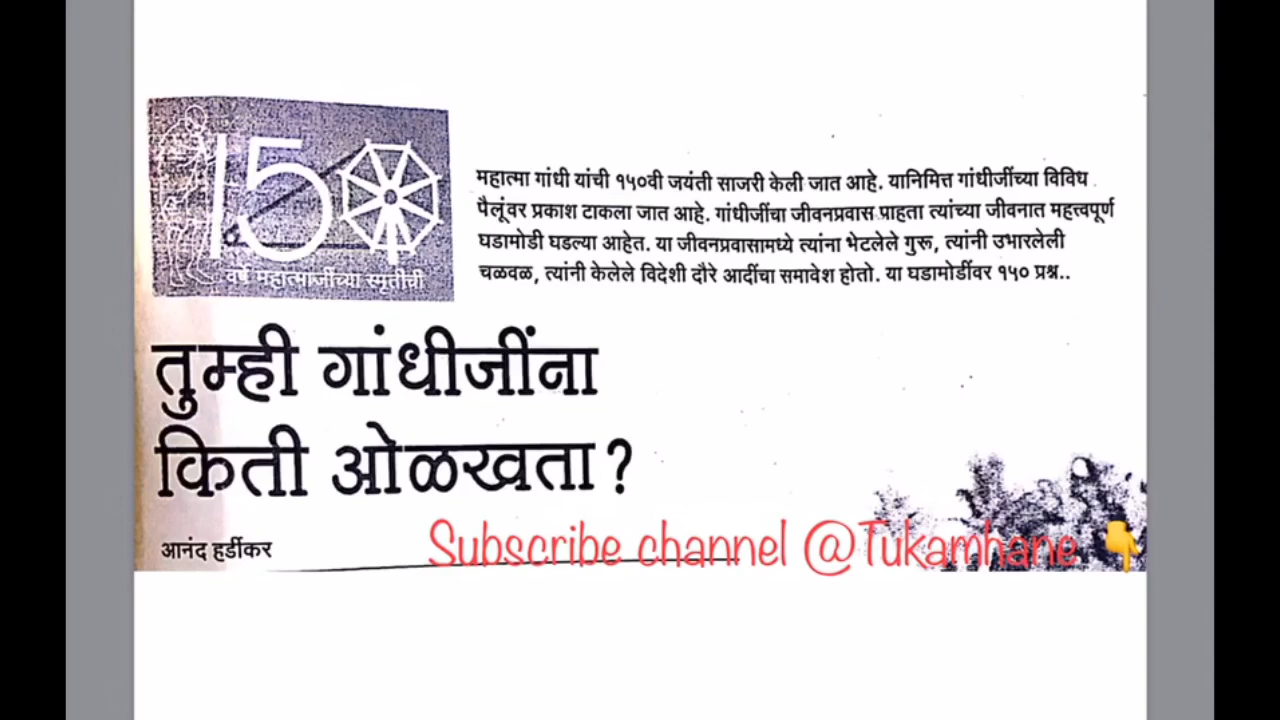 150
वर्षे महात्माजींच्या स्मृतीची
महात्मा गांधी यांची १५०वी जयंती साजरी केली जात आहे. यानिमित्त गांधीजींच्या विविध
पैलूंवर प्रकाश टाकला जात आहे. गांधीजींचा जीवनप्रवास पाहता त्यांच्या जीवनात महत्त्वपूर्ण
घडामोडी घडल्या आहेत. या जीवनप्रवासामध्ये त्यांना भेटलेले गुरू, त्यांनी उभारलेली
चळवळ, त्यांनी केलेले विदेशी दौरे आदींचा समावेश होतो. या घडामोडींवर १५० प्रश्न..
तुम्ही गांधीजींना
किती ओळखता?
आनंद हर्डीकर
Subscribe channel @Tukamhane 👇